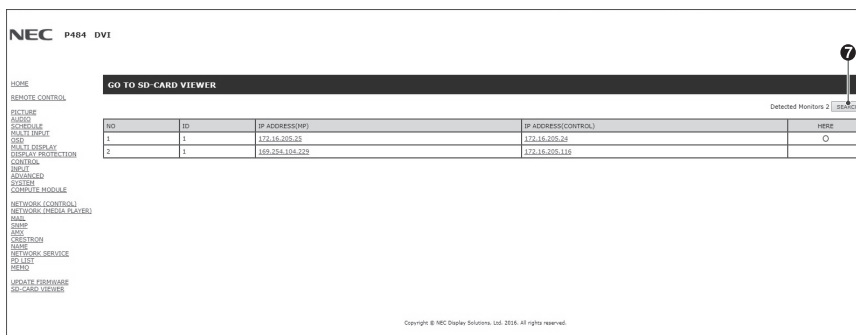 NEC P484 DVI
7
HOME
REMOTE CONTROL
PICTURE
AUDIO
SCHEDULE
MULTI INPUT
OSD
MULTI DISPLAY
DISPLAY PROTECTION
CONTROL
INPUT
ADVANCED
SYSTEM
COMPUTE MODULE
NETWORK (CONTROL)
NETWORK (MEDIA PLAYER)
MAIL
SNMP
AMX
CRESTRON
NAME
NETWORK SERVICE
PD LIST
MEMO
UPDATE FIRMWARE
SD-CARD VIEWER
GO TO SD-CARD VIEWER
Detected Monitors 2 SEARCH
NO ID IP ADDRESS(MP) IP ADDRESS(CONTROL) HERE
1 1 172.16.205.25 172.16.205.24 O
2 1 169.254.104.229 172.16.205.116
Copyright © NEC Display Solutions, Ltd. 2016. All rights reserved.